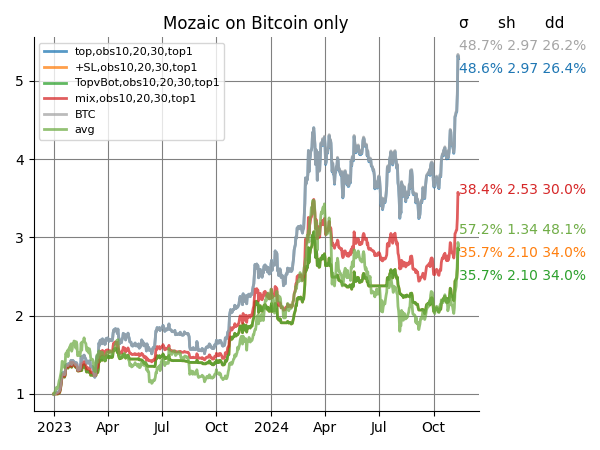 Mozaic on Bitcoin only
σ sh dd
48.7% 2.97 26.2%
48.6% 2.97 26.4%
38.4% 2.53 30.0%
57.2% 1.34 48.1%
35.7% 2.10 34.0%
35.7% 2.10 34.0%
top,obs10,20,30,top1
+SL,obs10,20,30,top1
TopvBot,obs10,20,30,top1
mix,obs10,20,30,top1
BTC
avg
5
4
3
2
1
2023 Apr Jul Oct 2024 Apr Jul Oct